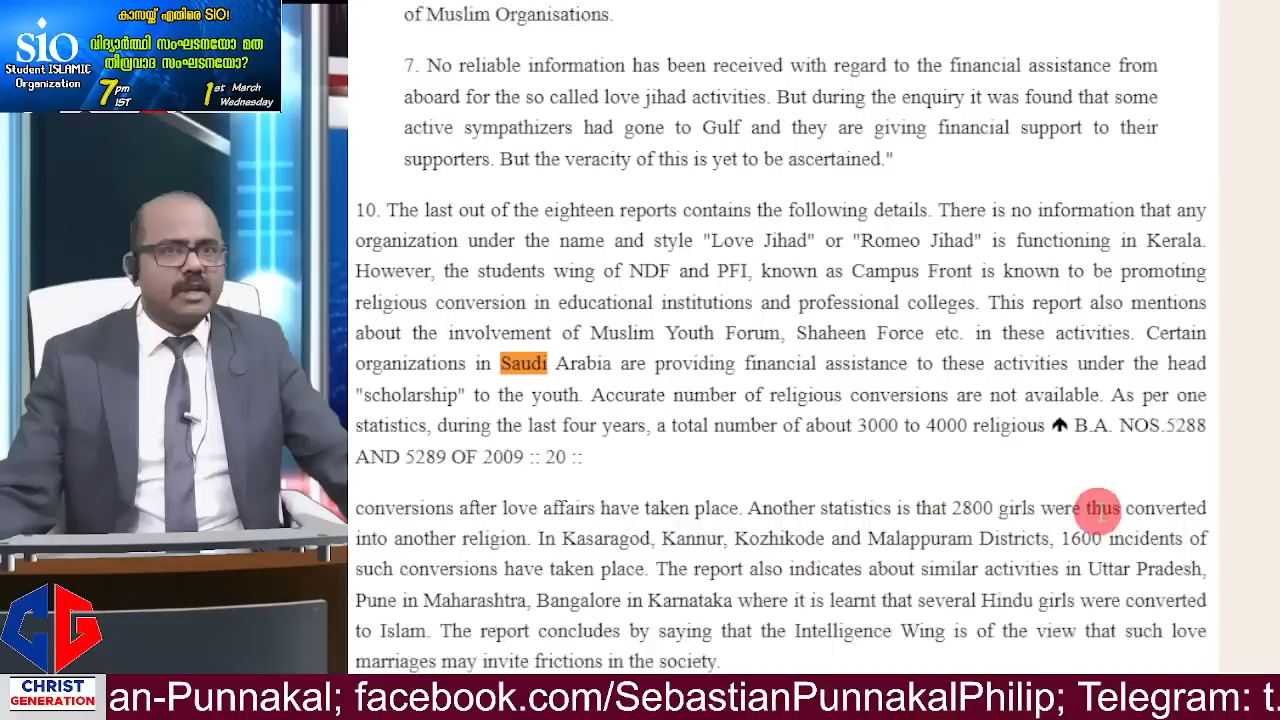 കാസയ്ക്ക് എതിരെ SIO!
sio
Student ISLAMIC
Organization
വിദ്യാർത്ഥി സംഘടനയോ മത
തീവ്രവാദ സംഘടനയോ?
7pm
IST
1st March
Wednesday
of Muslim Organisations.
7. No reliable information has been received with regard to the financial assistance from
aboard for the so called love jihad activities. But during the enquiry it was found that some
active sympathizers had gone to Gulf and they are giving financial support to their
supporters. But the veracity of this is yet to be ascertained."
10. The last out of the eighteen reports contains the following details. There is no information that any
organization under the name and style "Love Jihad" or "Romeo Jihad" is functioning in Kerala.
However, the students wing of NDF and PFI, known as Campus Front is known to be promoting
religious conversion in educational institutions and professional colleges. This report also mentions
about the involvement of Muslim Youth Forum, Shaheen Force etc. in these activities. Certain
organizations in Saudi Arabia are providing financial assistance to these activities under the head
"scholarship" to the youth. Accurate number of religious conversions are not available. As per one
statistics, during the last four years, a total number of about 3000 to 4000 religious 🡅 B.A. NOS.5288
AND 5289 OF 2009 :: 20 ::
conversions after love affairs have taken place. Another statistics is that 2800 girls were thus converted
into another religion. In Kasaragod, Kannur, Kozhikode and Malappuram Districts, 1600 incidents of
such conversions have taken place. The report also indicates about similar activities in Uttar Pradesh,
Pune in Maharashtra, Bangalore in Karnataka where it is learnt that several Hindu girls were converted
to Islam. The report concludes by saying that the Intelligence Wing is of the view that such love
marriages may invite frictions in the society.
CG
CHRIST
GENERATION
an-Punnakal; facebook.com/SebastianPunnakalPhilip; Telegram: t.